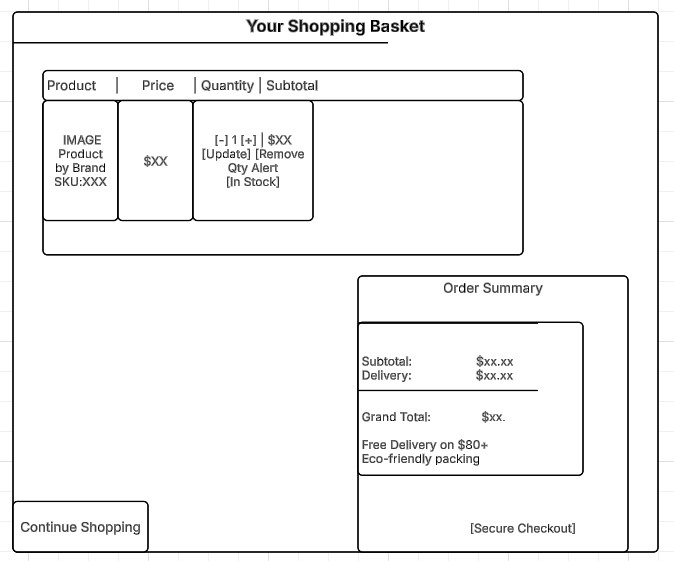 Your Shopping Basket
Product | Price | Quantity | Subtotal
IMAGE
Product
by Brand
SKU:XXX
$XX
[-] 1 [+] | $XX
[Update] [Remove
Qty Alert
[In Stock]
Order Summary
Subtotal: $xx.xx
Delivery: $xx.xx
Grand Total: $xx.
Free Delivery on $80+
Eco-friendly packing
Continue Shopping
[Secure Checkout]